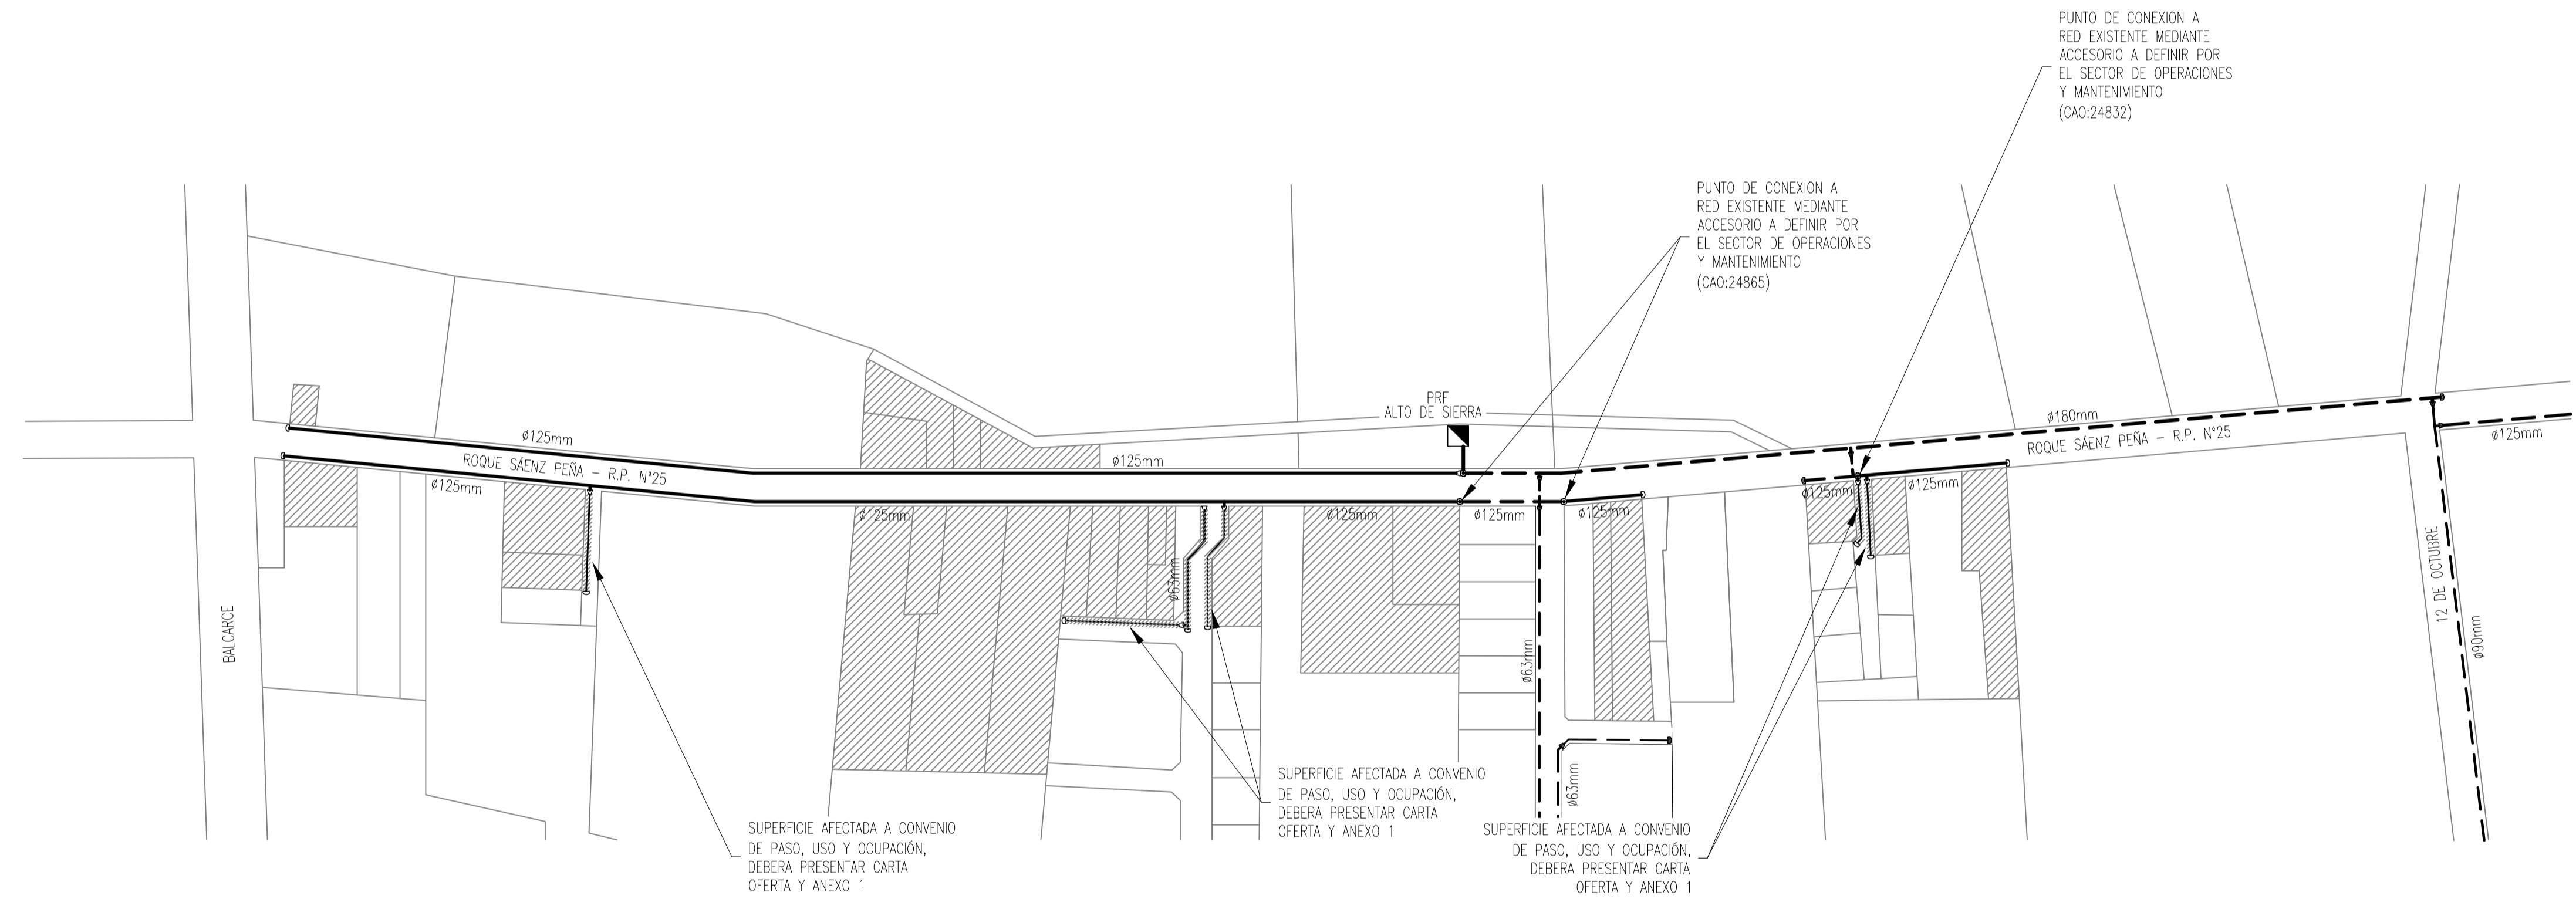 PUNTO DE CONEXION A
RED EXISTENTE MEDIANTE
ACCESORIO A DEFINIR POR
EL SECTOR DE OPERACIONES
Y MANTENIMIENTO
(CAO:24832)
PUNTO DE CONEXION A
RED EXISTENTE MEDIANTE
ACCESORIO A DEFINIR POR
EL SECTOR DE OPERACIONES
Y MANTENIMIENTO
(CAO:24865)
PRF
ALTO DE SIERRA
ø180mm
ø125mm
ROQUE SÁENZ PEÑA - R.P. N°25
ø125mm
ROQUE SÁENZ PEÑA - R.P. N°25
ø125mm
ø125mm
ø125mm
ø125mm
ø125mm
ø125mm
ø125mm
ø125mm
ø63mm
ø63mm
ø63mm
BALCARCE
12 DE OCTUBRE
ø90mm
SUPERFICIE AFECTADA A CONVENIO
DE PASO, USO Y OCUPACIÓN,
DEBERA PRESENTAR CARTA
OFERTA Y ANEXO 1
SUPERFICIE AFECTADA A CONVENIO
DE PASO, USO Y OCUPACIÓN,
DEBERA PRESENTAR CARTA
OFERTA Y ANEXO 1
SUPERFICIE AFECTADA A CONVENIO
DE PASO, USO Y OCUPACIÓN,
DEBERA PRESENTAR CARTA
OFERTA Y ANEXO 1